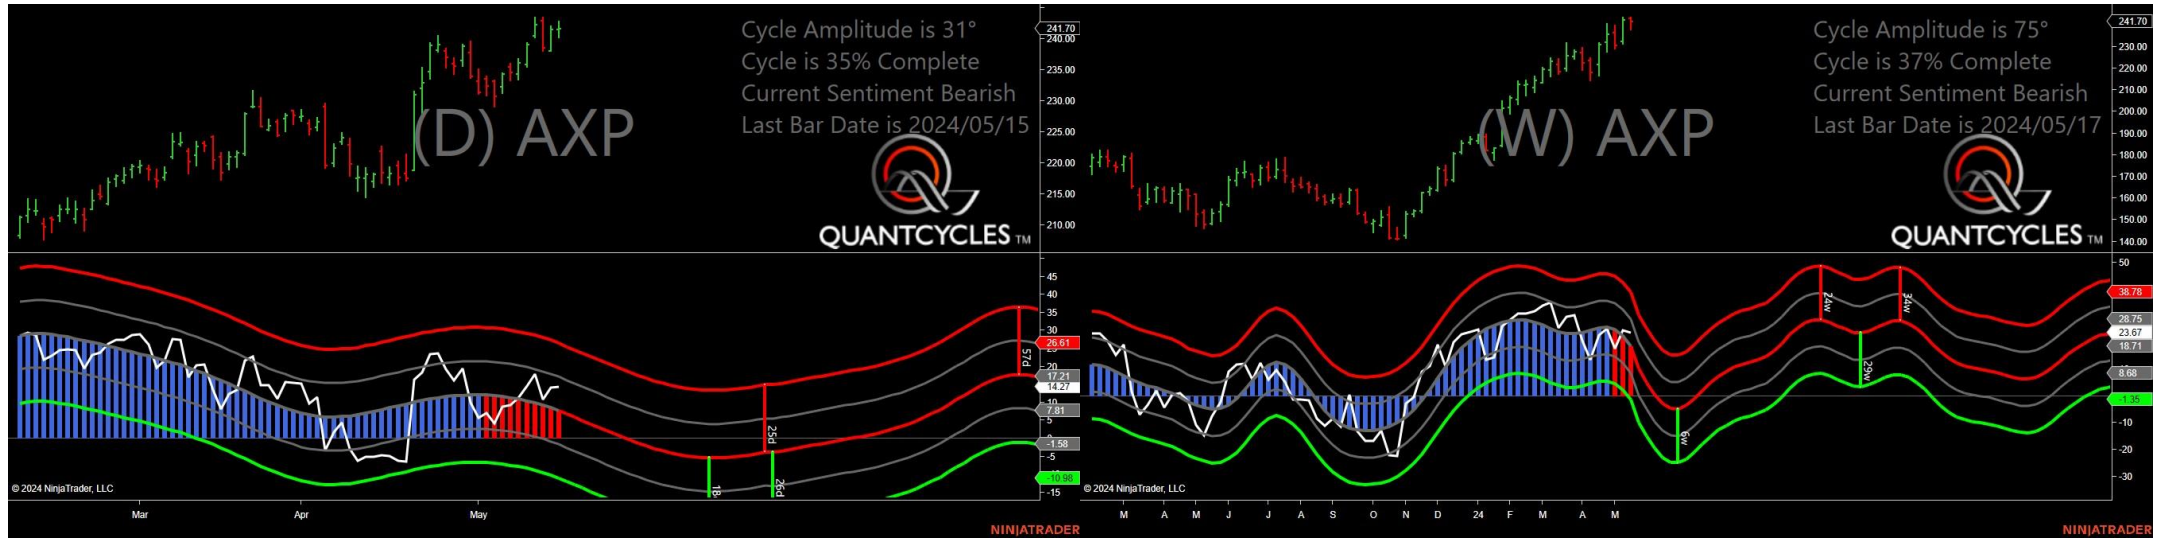 Cycle Amplitude is 31°
Cycle is 35% Complete
Current Sentiment Bearish
Last Bar Date is 2024/05/15
(D) AXP
QUANTCYCLES TM
241.70
240.00
235.00
230.00
225.00
220.00
215.00
210.00
45
40
35
30
26.61
20
17.21
14.27
10
7.81
-1.58
-5
-10.98
-15
57d
25d
26d
© 2024 NinjaTrader, LLC
Mar
Apr
May
NINJATRADER
Cycle Amplitude is 75°
Cycle is 37% Complete
Current Sentiment Bearish
Last Bar Date is 2024/05/17
(W) AXP
QUANTCYCLES TM
241.70
230.00
220.00
210.00
200.00
190.00
180.00
170.00
160.00
150.00
140.00
50
38.78
28.75
23.67
18.71
8.68
-1.35
-10
-20
-30
24w
34w
29w
6w
© 2024 NinjaTrader, LLC
M A M J J A S O N D 24 F M A M
NINJATRADER